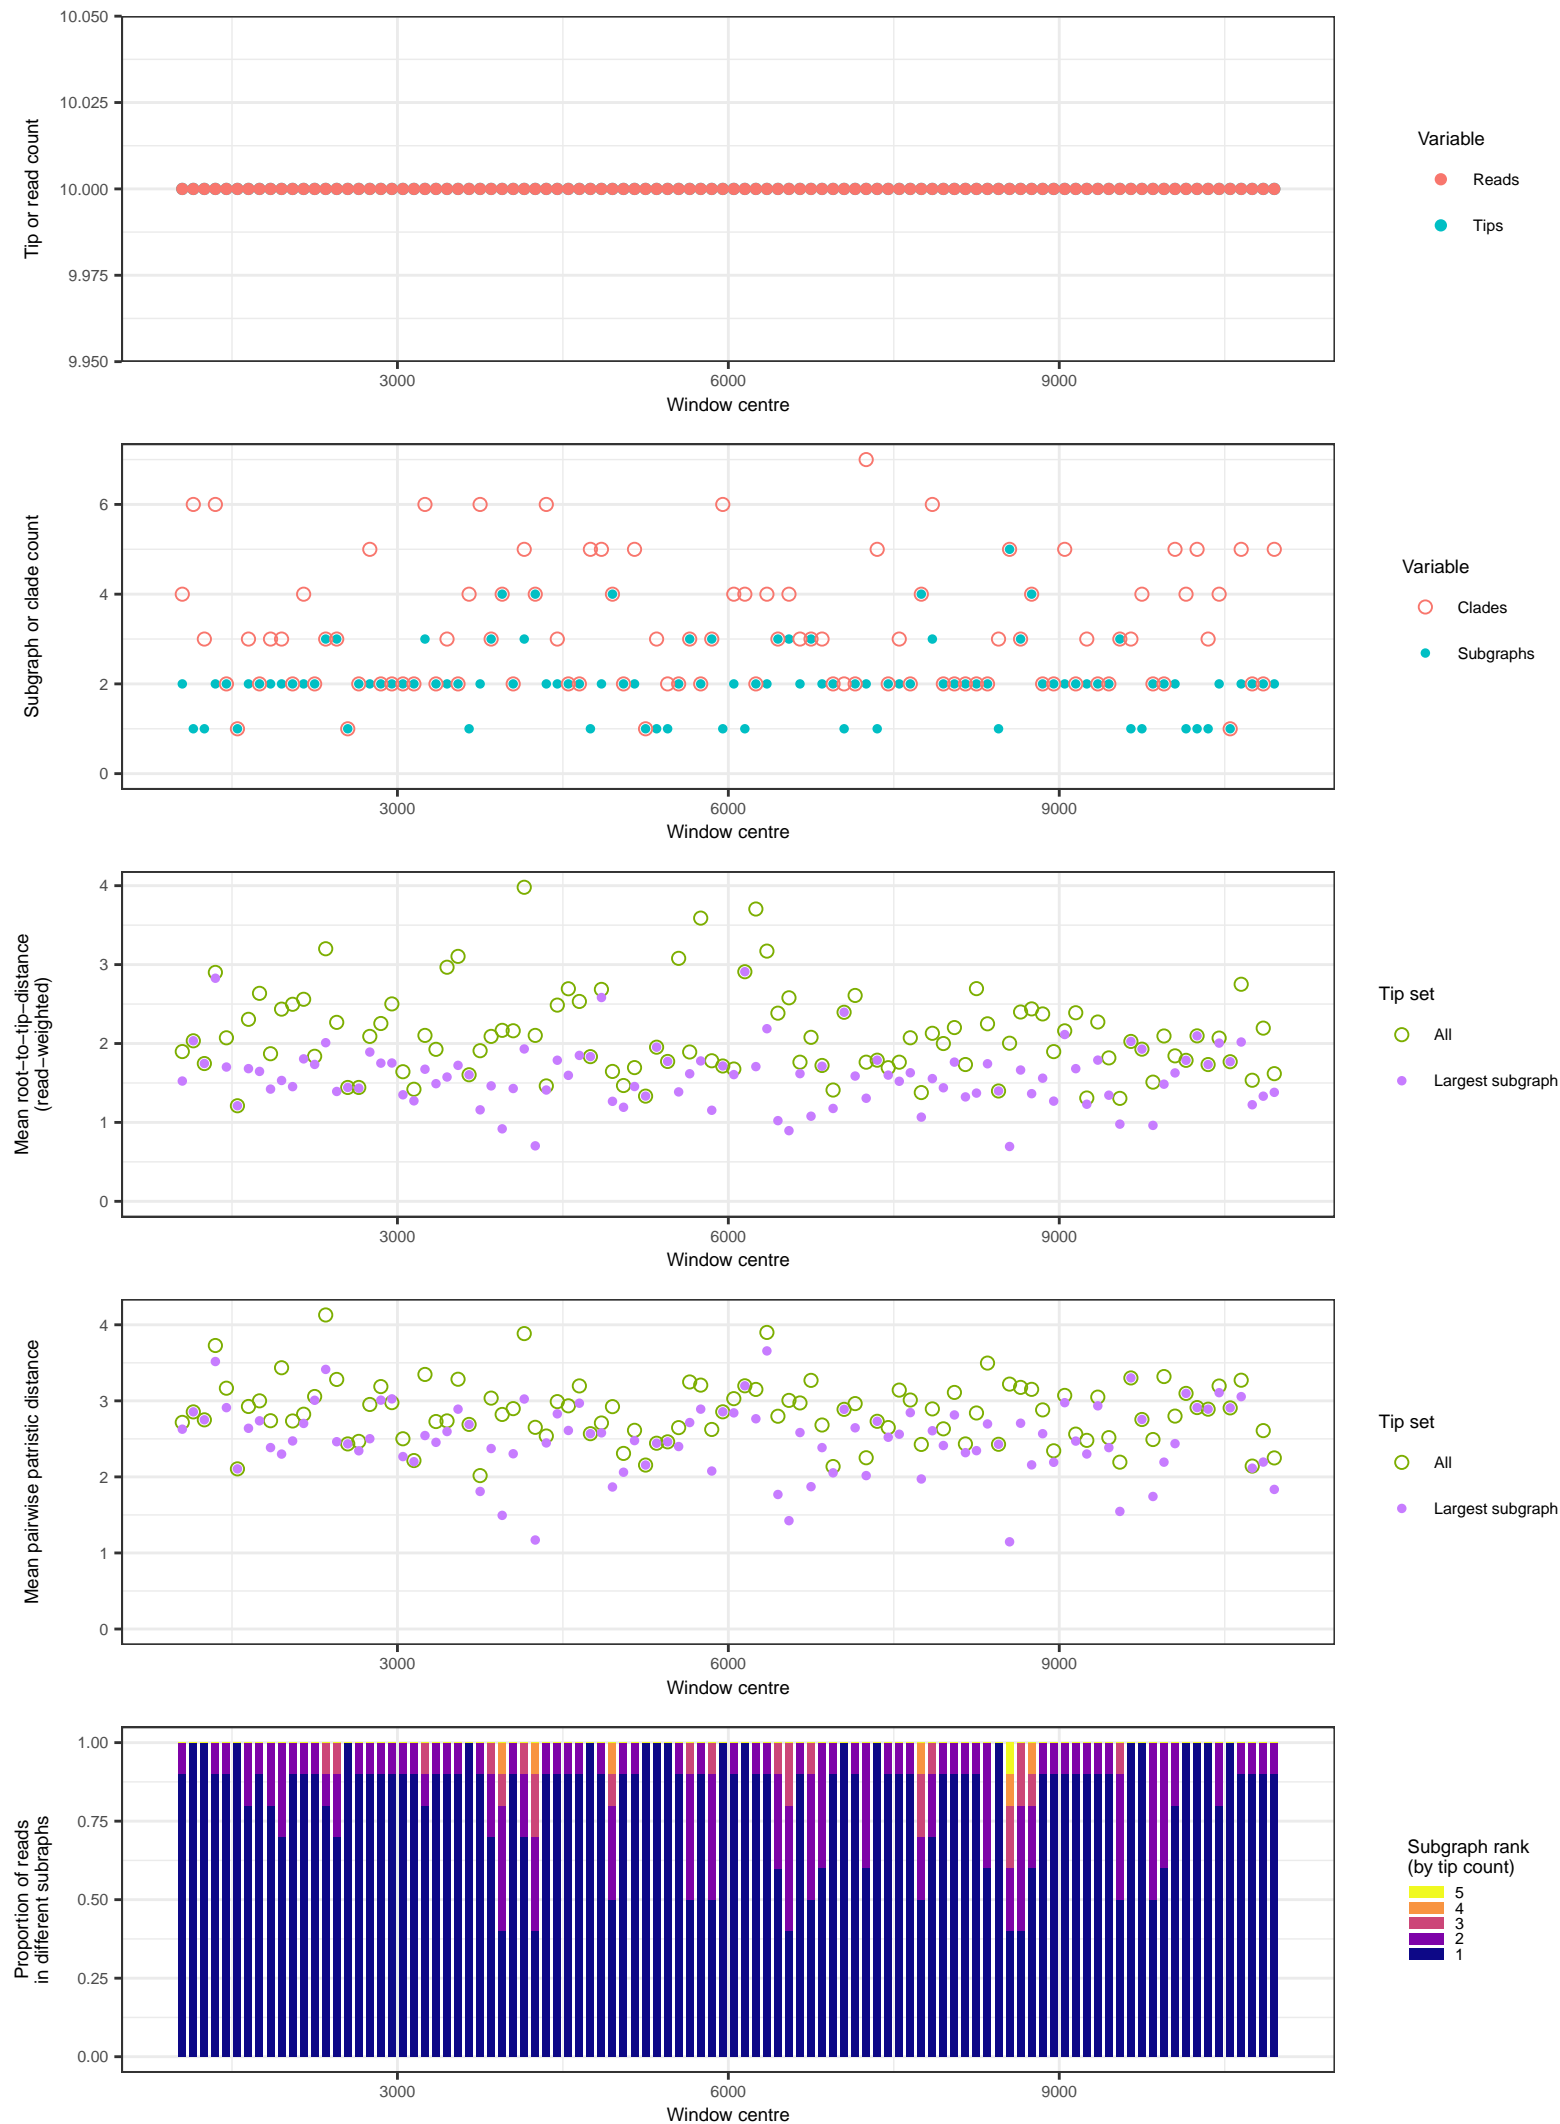 10.050
10.025
10.000
9.975
9.950
Tip or read count
3000
6000
9000
Window centre
Variable
Reads
Tips
6
4
2
0
Subgraph or clade count
3000
6000
9000
Window centre
Variable
Clades
Subgraphs
4
3
2
1
0
Mean root−to−tip−distance
(read−weighted)
3000
6000
9000
Window centre
Tip set
All
Largest subgraph
4
3
2
1
0
Mean pairwise patristic distance
3000
6000
9000
Window centre
Tip set
All
Largest subgraph
1.00
0.75
0.50
0.25
0.00
Proportion of reads
in different subraphs
3000
6000
9000
Window centre
Subgraph rank
(by tip count)
5
4
3
2
1